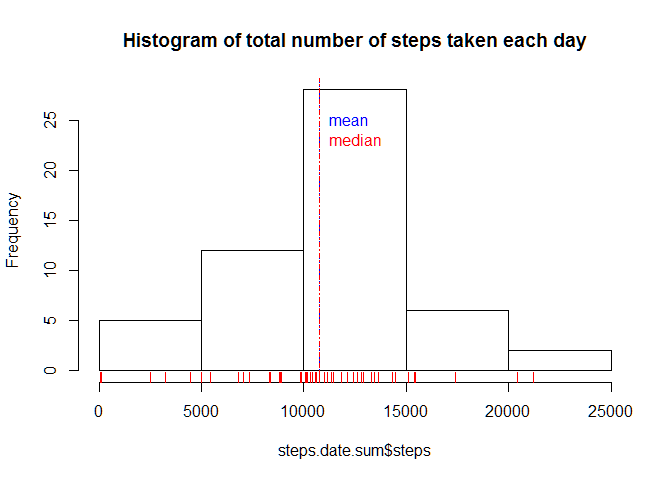 Histogram of total number of steps taken each day
Frequency
25
20
15
10
5
0
mean
median
0 5000 10000 15000 20000 25000
steps.date.sum$steps